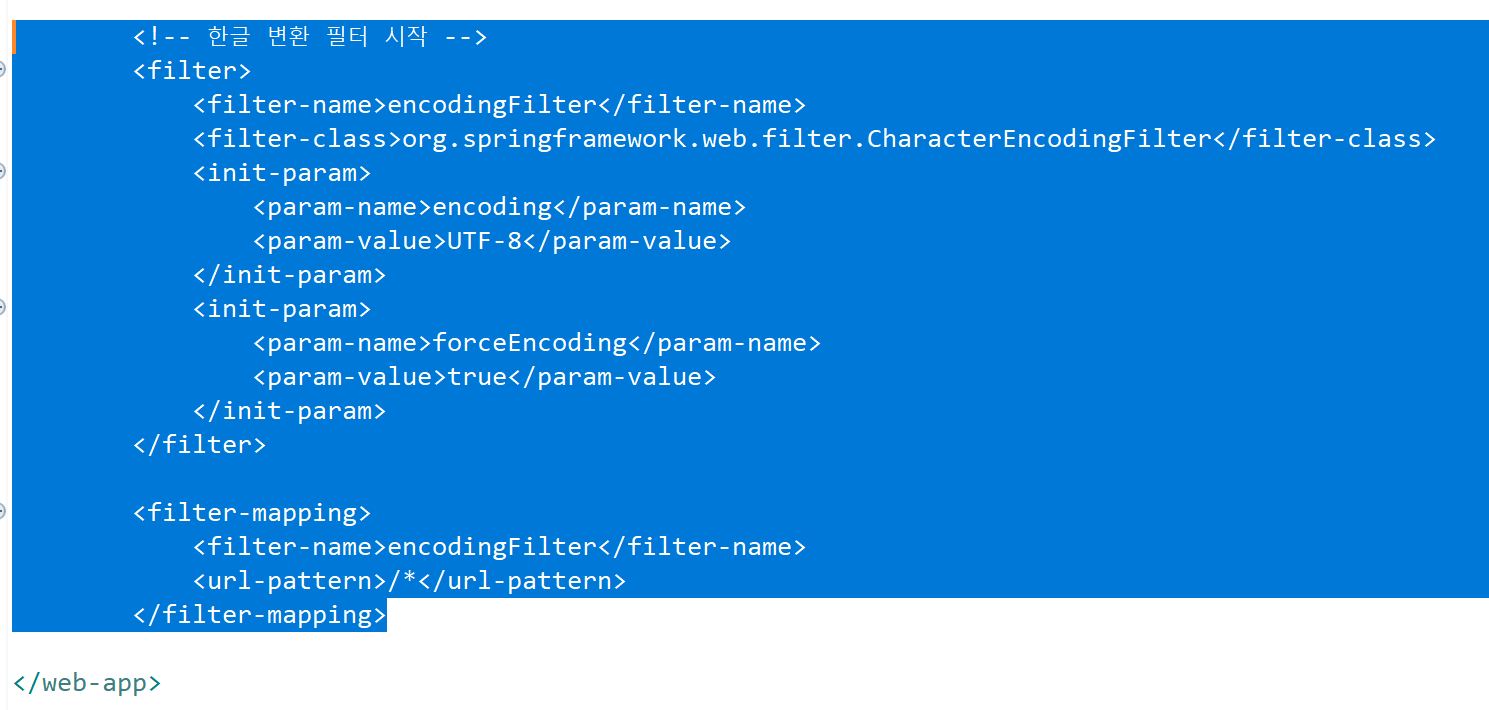 <!-- 한글 변환 필터 시작 -->
<filter>
<filter-name>encodingFilter</filter-name>
<filter-class>org.springframework.web.filter.CharacterEncodingFilter</filter-class>
<init-param>
<param-name>encoding</param-name>
<param-value>UTF-8</param-value>
</init-param>
<init-param>
<param-name>forceEncoding</param-name>
<param-value>true</param-value>
</init-param>
</filter>
<filter-mapping>
<filter-name>encodingFilter</filter-name>
<url-pattern>/*</url-pattern>
</filter-mapping>
</web-app>